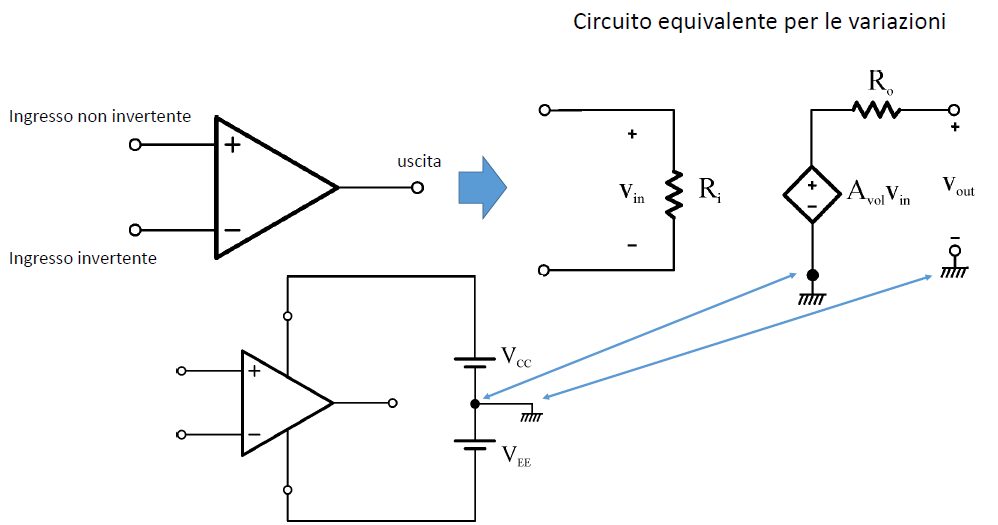 Circuito equivalente per le variazioni
Ingresso non invertente
+
−
uscita
Ingresso invertente
+
v_in
−
R_i
+
−
A_vol v_in
R_o
+
v_out
−
+
−
V_CC
V_EE